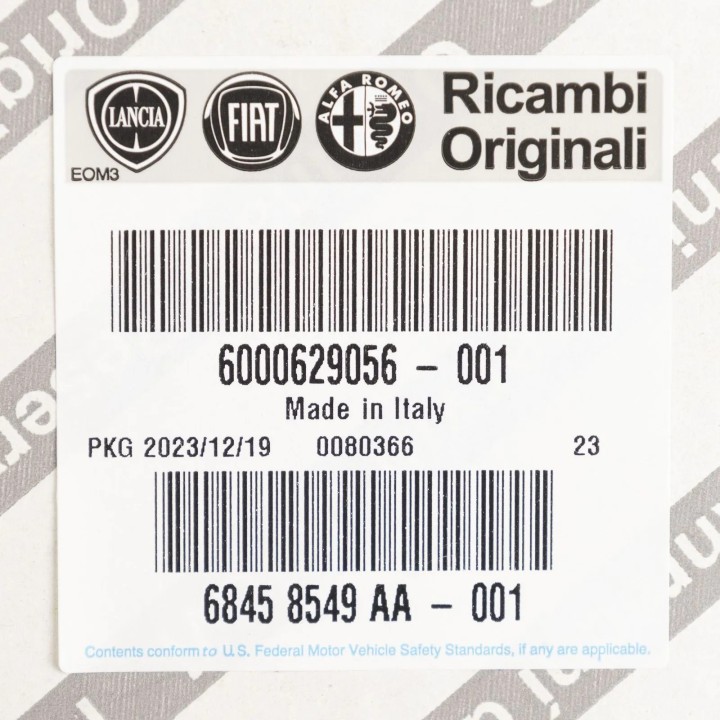 LANCIA
FIAT
ALFA ROMEO
Ricambi
Originali
EOM3
6000629056 - 001
Made in Italy
PKG 2023/12/19 0080366 23
6845 8549 AA - 001
Contents conform to U.S. Federal Motor Vehicle Safety Standards, if any are applicable.